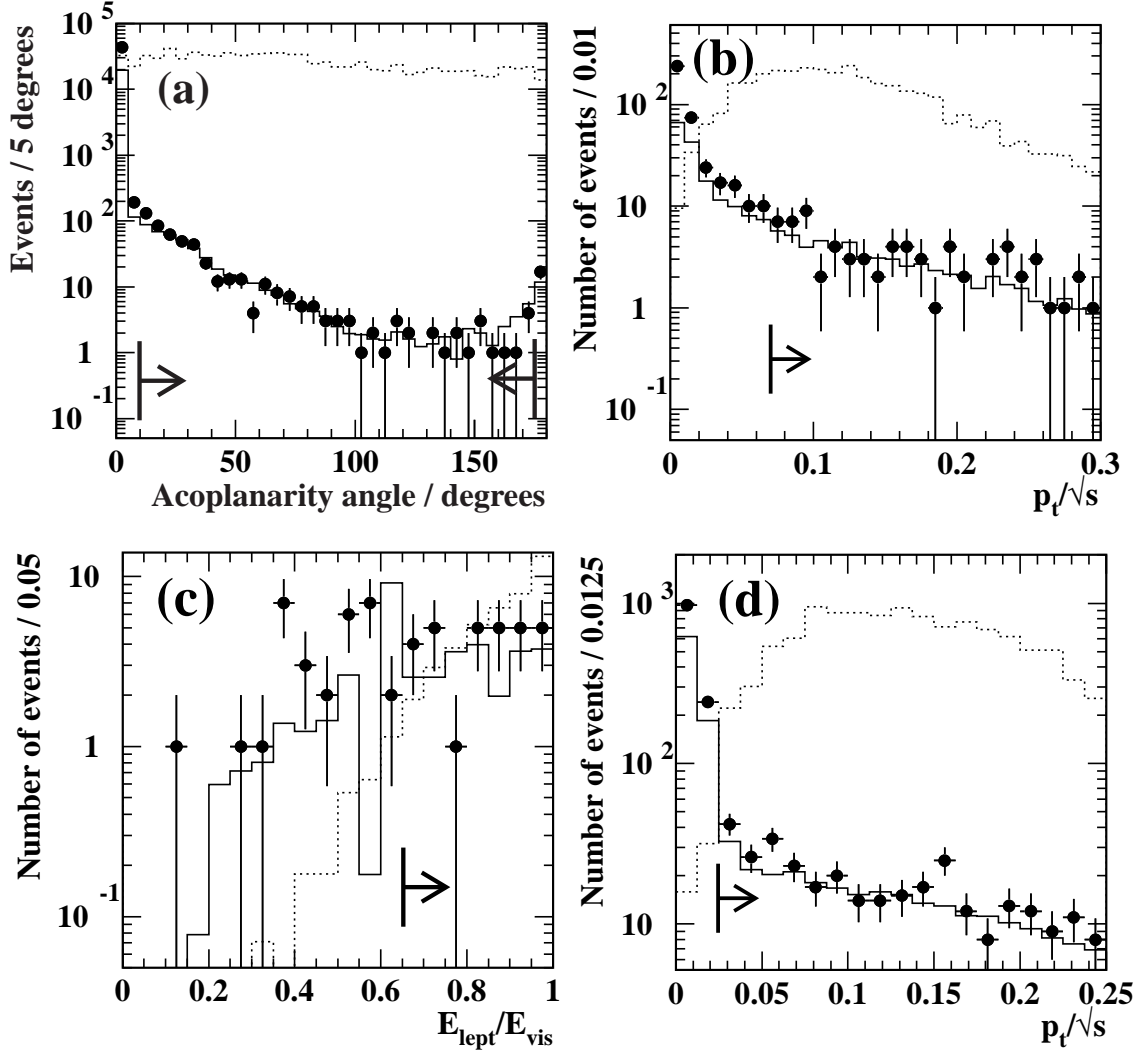 (a)
Events / 5 degrees
10 5
10 4
10 3
10 2
10
1
10 -1
0 50 100 150
Acoplanarity angle / degrees
(b)
Number of events / 0.01
10 2
10
1
10 -1
0 0.1 0.2 0.3
pt/√s
(c)
Number of events / 0.05
10
1
10 -1
0 0.2 0.4 0.6 0.8 1
Elept/Evis
(d)
Number of events / 0.0125
10 3
10 2
10
0 0.05 0.1 0.15 0.2 0.25
pt/√s